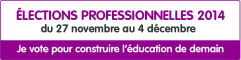 ÉLECTIONS PROFESSIONNELLES 2014
du 27 novembre au 4 décembre
Je vote pour construire l'éducation de demain